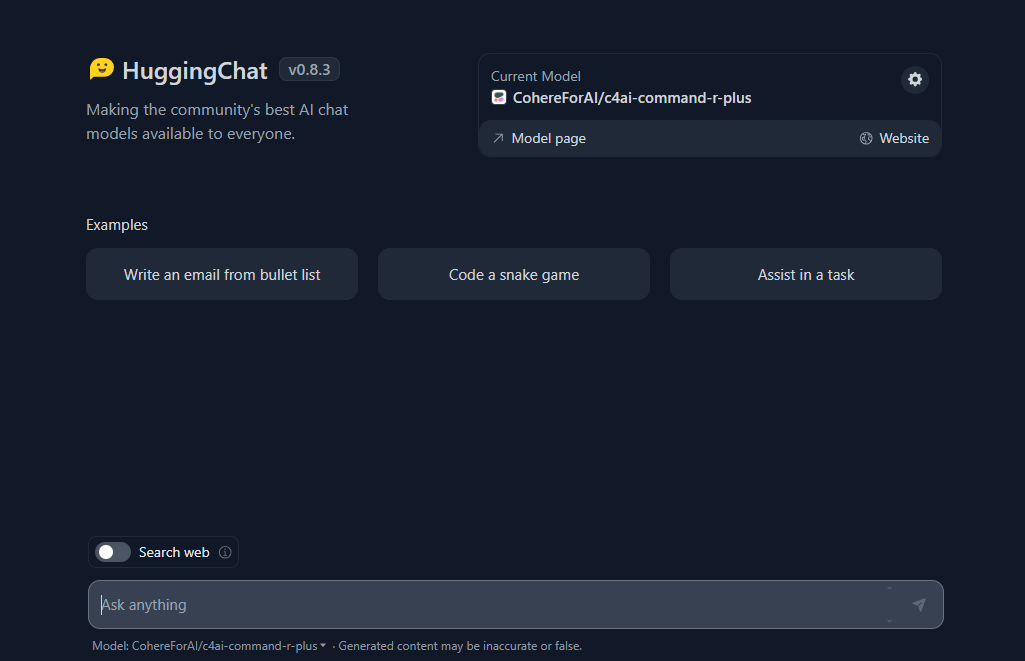 HuggingChat v0.8.3
Making the community's best AI chat
models available to everyone.
Current Model
CohereForAI/c4ai-command-r-plus
Model page
Website
Examples
Write an email from bullet list
Code a snake game
Assist in a task
Search web
Ask anything
Model: CohereForAI/c4ai-command-r-plus · Generated content may be inaccurate or false.